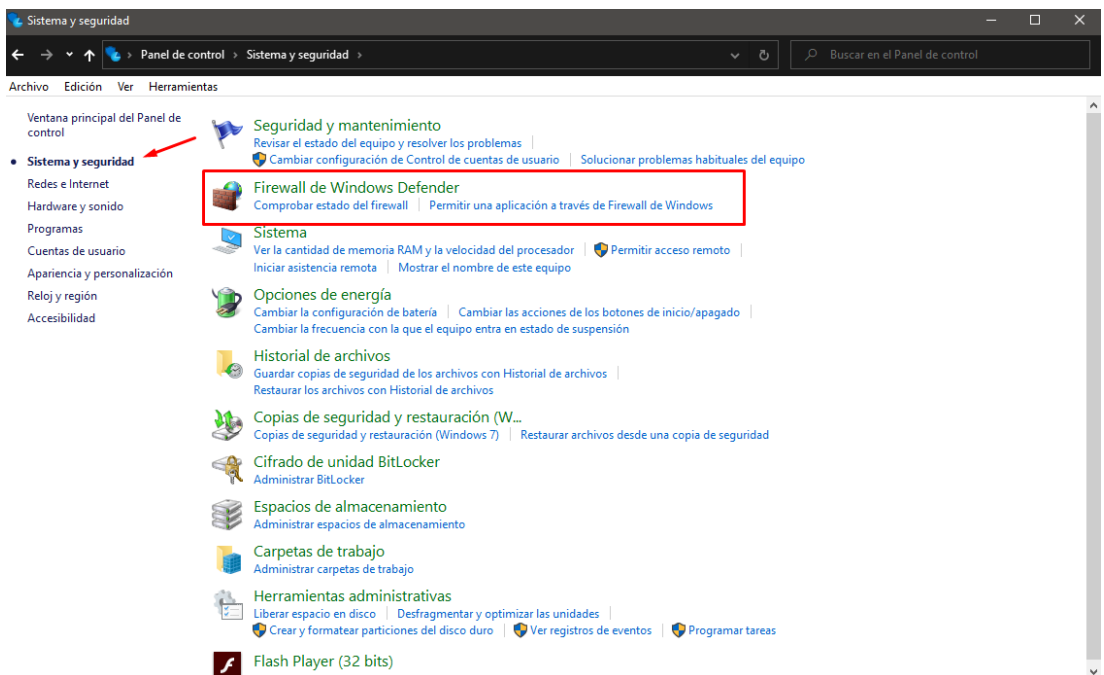 Sistema y seguridad
Panel de control › Sistema y seguridad ›
Buscar en el Panel de control
Archivo Edición Ver Herramientas
Ventana principal del Panel de
control
Sistema y seguridad
Redes e Internet
Hardware y sonido
Programas
Cuentas de usuario
Apariencia y personalización
Reloj y región
Accesibilidad
Seguridad y mantenimiento
Revisar el estado del equipo y resolver los problemas
Cambiar configuración de Control de cuentas de usuario Solucionar problemas habituales del equipo
Firewall de Windows Defender
Comprobar estado del firewall Permitir una aplicación a través de Firewall de Windows
Sistema
Ver la cantidad de memoria RAM y la velocidad del procesador Permitir acceso remoto
Iniciar asistencia remota Mostrar el nombre de este equipo
Opciones de energía
Cambiar la configuración de batería Cambiar las acciones de los botones de inicio/apagado
Cambiar la frecuencia con la que el equipo entra en estado de suspensión
Historial de archivos
Guardar copias de seguridad de los archivos con Historial de archivos
Restaurar los archivos con Historial de archivos
Copias de seguridad y restauración (W...
Copias de seguridad y restauración (Windows 7) Restaurar archivos desde una copia de seguridad
Cifrado de unidad BitLocker
Administrar BitLocker
Espacios de almacenamiento
Administrar espacios de almacenamiento
Carpetas de trabajo
Administrar carpetas de trabajo
Herramientas administrativas
Liberar espacio en disco Desfragmentar y optimizar las unidades
Crear y formatear particiones del disco duro Ver registros de eventos Programar tareas
Flash Player (32 bits)